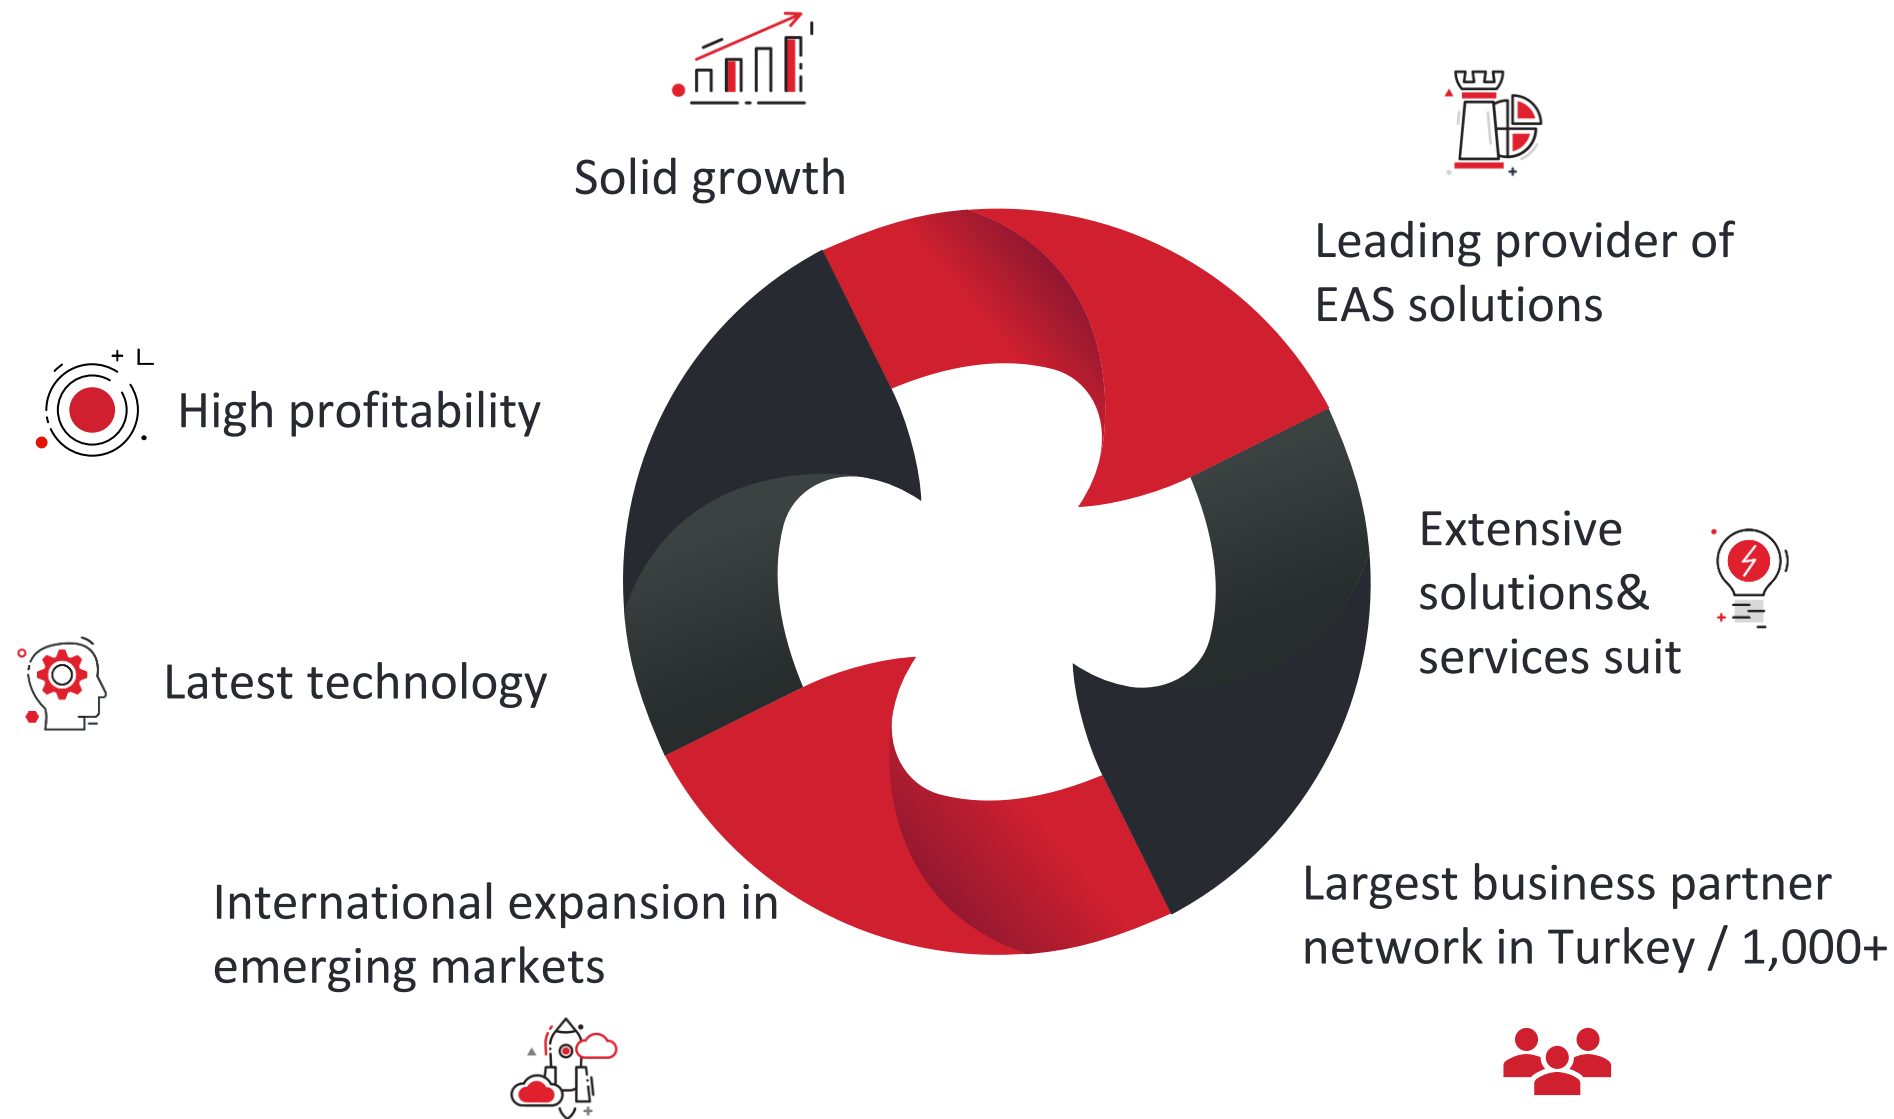 Solid growth
Leading provider of
EAS solutions
High profitability
Extensive
solutions&
services suit
Latest technology
Largest business partner
network in Turkey / 1,000+
International expansion in
emerging markets